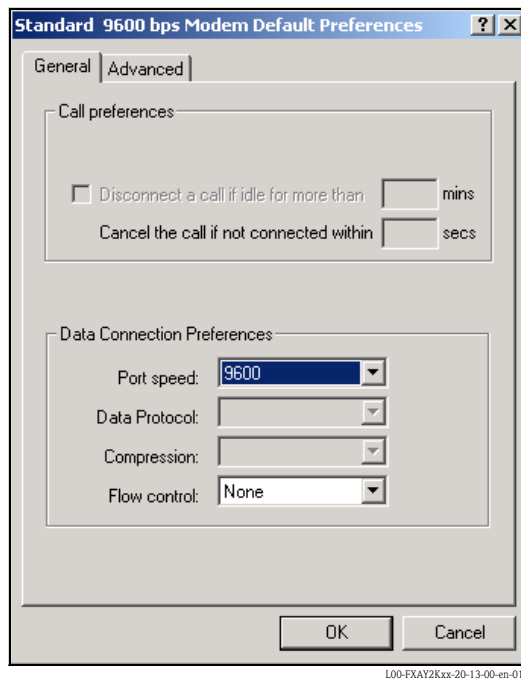 Standard 9600 bps Modem Default Preferences
General Advanced
Call preferences
Disconnect a call if idle for more than mins
Cancel the call if not connected within secs
Data Connection Preferences
Port speed: 9600
Data Protocol:
Compression:
Flow control: None
OK Cancel
L00-FXAY2Kxx-20-13-00-en-01